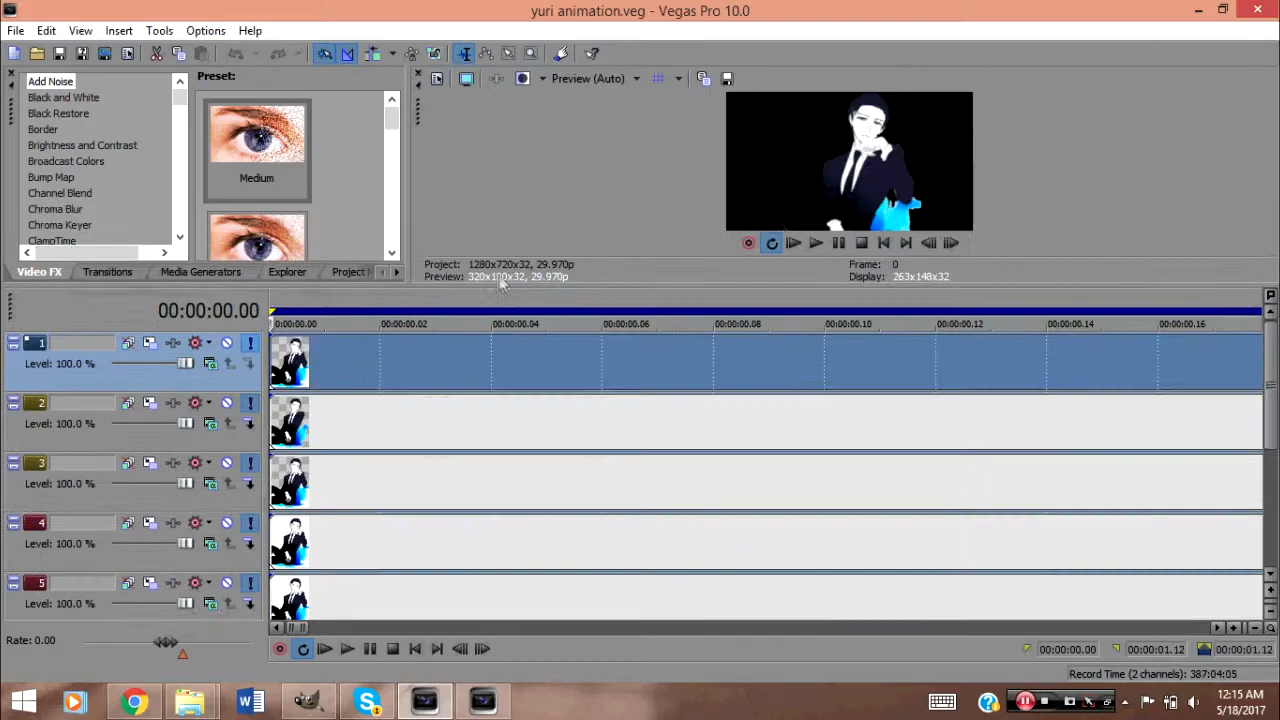 yuri animation.veg - Vegas Pro 10.0
File Edit View Insert Tools Options Help
Add Noise
Black and White
Black Restore
Border
Brightness and Contrast
Broadcast Colors
Bump Map
Channel Blend
Chroma Blur
Chroma Keyer
ClampTime
Preset:
Medium
Video FX Transitions Media Generators Explorer Project
Preview (Auto)
Project: 1280x720x32, 29.970p
Preview: 320x180x32, 29.970p
Frame: 0
Display: 263x148x32
00:00:00.00
0:00:00.00 00:00:00.02 00:00:00.04 00:00:00.06 00:00:00.08 00:00:00.10 00:00:00.12 00:00:00.14 00:00:00.16
1
Level: 100.0 %
2
Level: 100.0 %
3
Level: 100.0 %
4
Level: 100.0 %
5
Level: 100.0 %
Rate: 0.00
00:00:00.00 00:00:01.12 00:00:01.12
Record Time (2 channels): 387:04:05
12:15 AM
5/18/2017